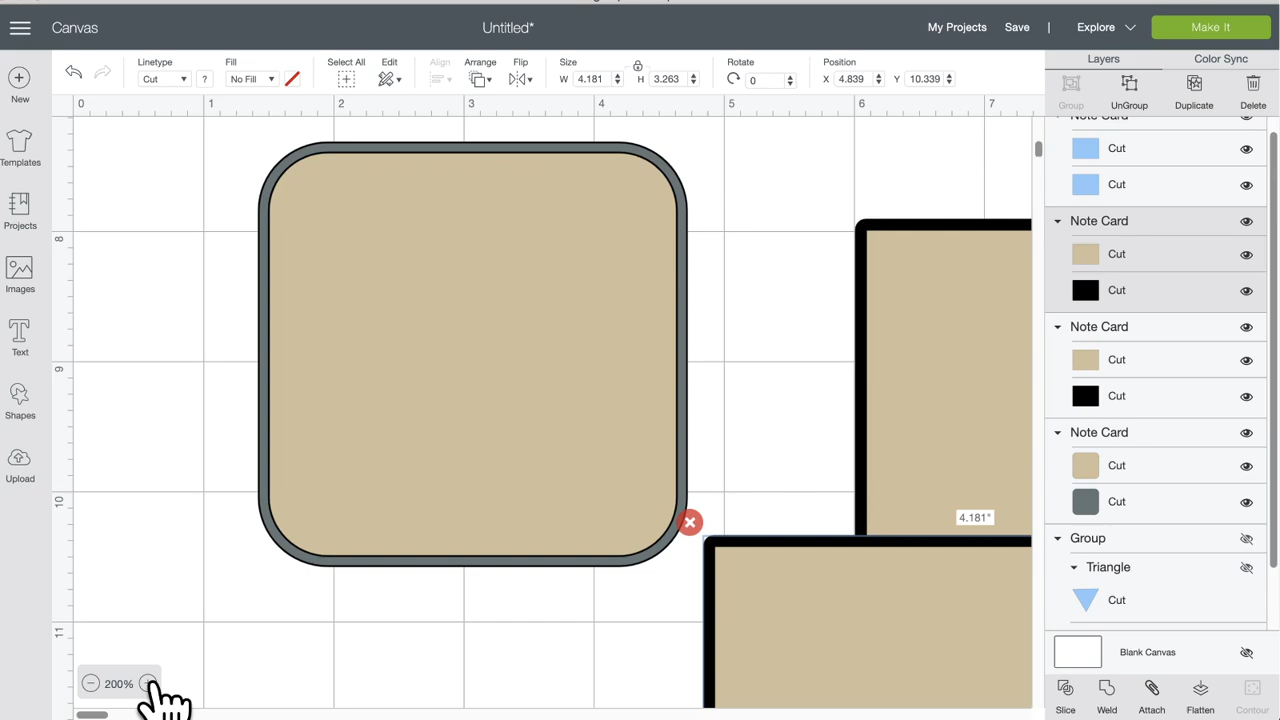 Canvas
Untitled*
My Projects
Save
|
Explore
Make It
Linetype
Cut
?
Fill
No Fill
Select All
Edit
Align
Arrange
Flip
Size
W 4.181
H 3.263
Rotate
0
Position
X 4.839
Y 10.339
Layers
Color Sync
Group
UnGroup
Duplicate
Delete
New
Templates
Projects
Images
Text
Shapes
Upload
0 1 2 3 4 5 6 7
8
9
10
11
4.181"
200%
Note Card
Cut
Cut
Note Card
Cut
Cut
Note Card
Cut
Cut
Note Card
Cut
Cut
Group
Triangle
Cut
Blank Canvas
Slice
Weld
Attach
Flatten
Contour